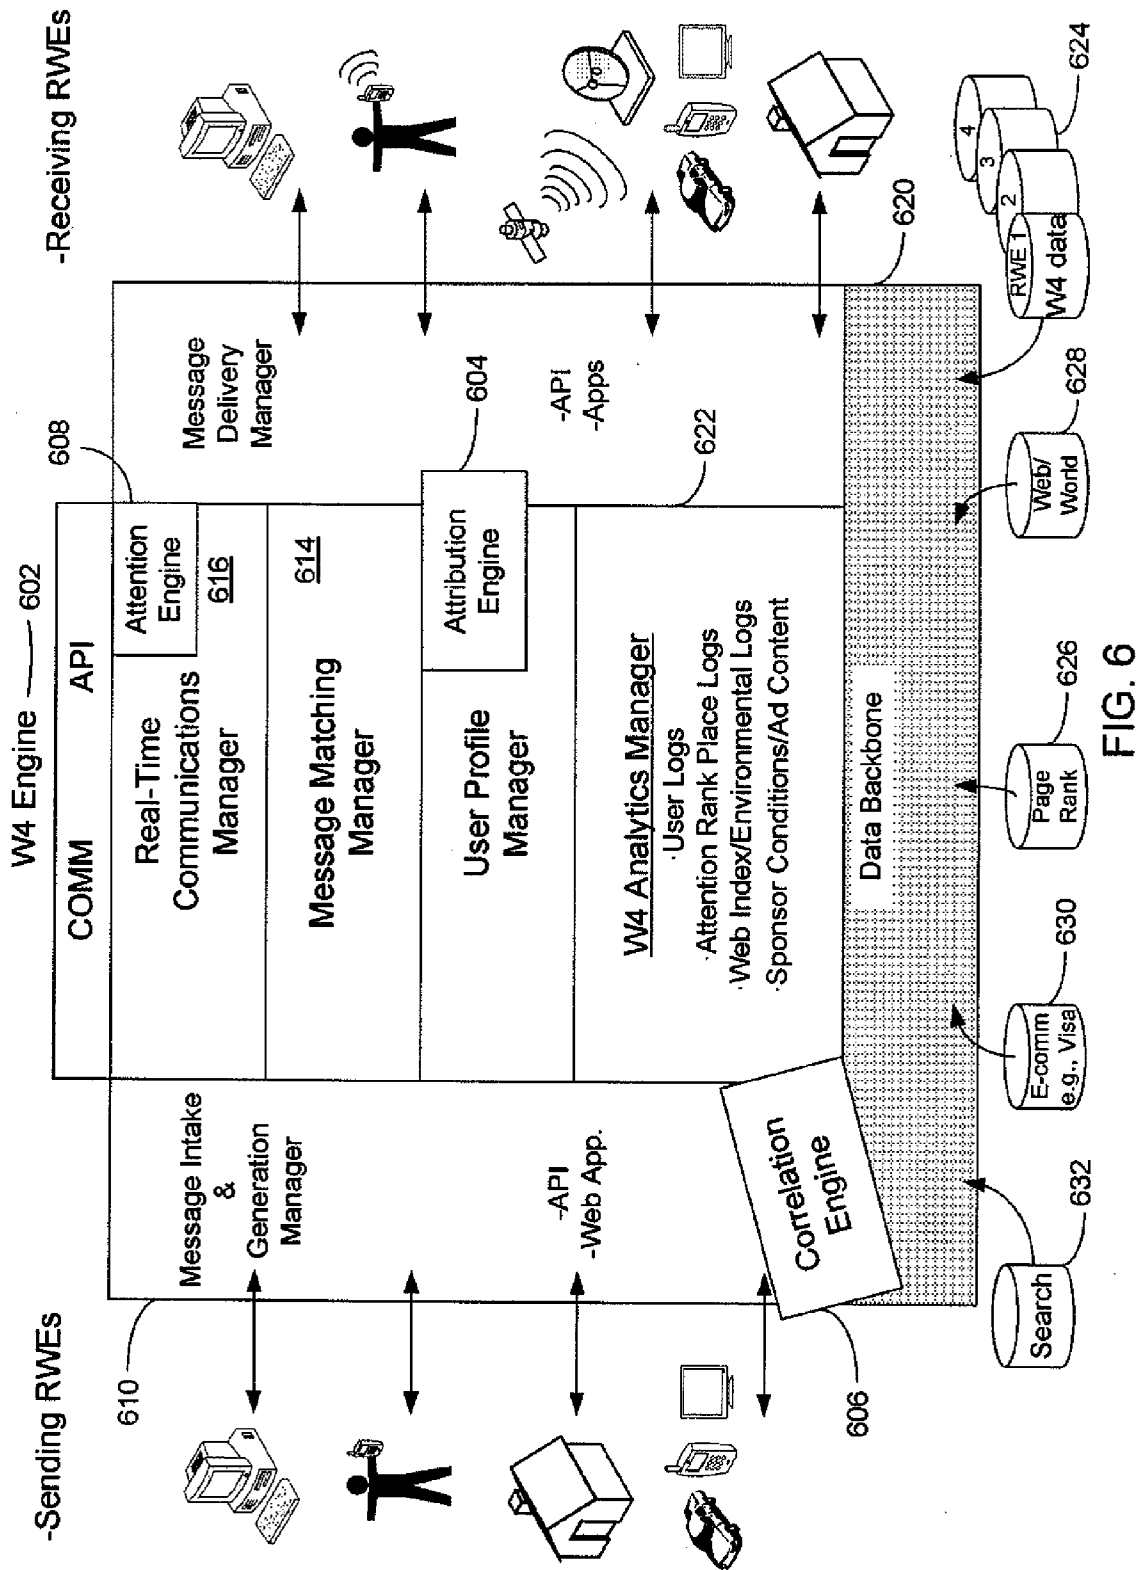 W4 Engine 602
-Sending RWEs
-Receiving RWEs
COMM API
610
608
Message Intake
&
Generation
Manager
-API
-Web App.
Real-Time
Communications
Manager
616
Attention
Engine
Message Matching
Manager
614
User Profile
Manager
Attribution
Engine
604
W4 Analytics Manager
·User Logs
·Attention Rank Place Logs
·Web Index/Environmental Logs
·Sponsor Conditions/Ad Content
622
Message
Delivery
Manager
-API
-Apps
Correlation
Engine
606
Data Backbone
620
Search
632
E-comm
e.g., Visa
630
Page
Rank
626
Web/
World
628
RWE 1
W4 data
2
3
4
624
FIG. 6